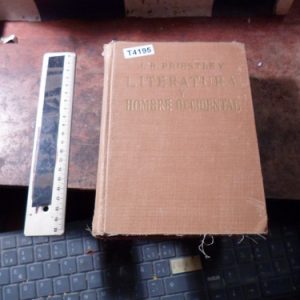 T4195
J. B. PRIESTLEY
LITERATURA
Y
HOMBRE OCCIDENTAL